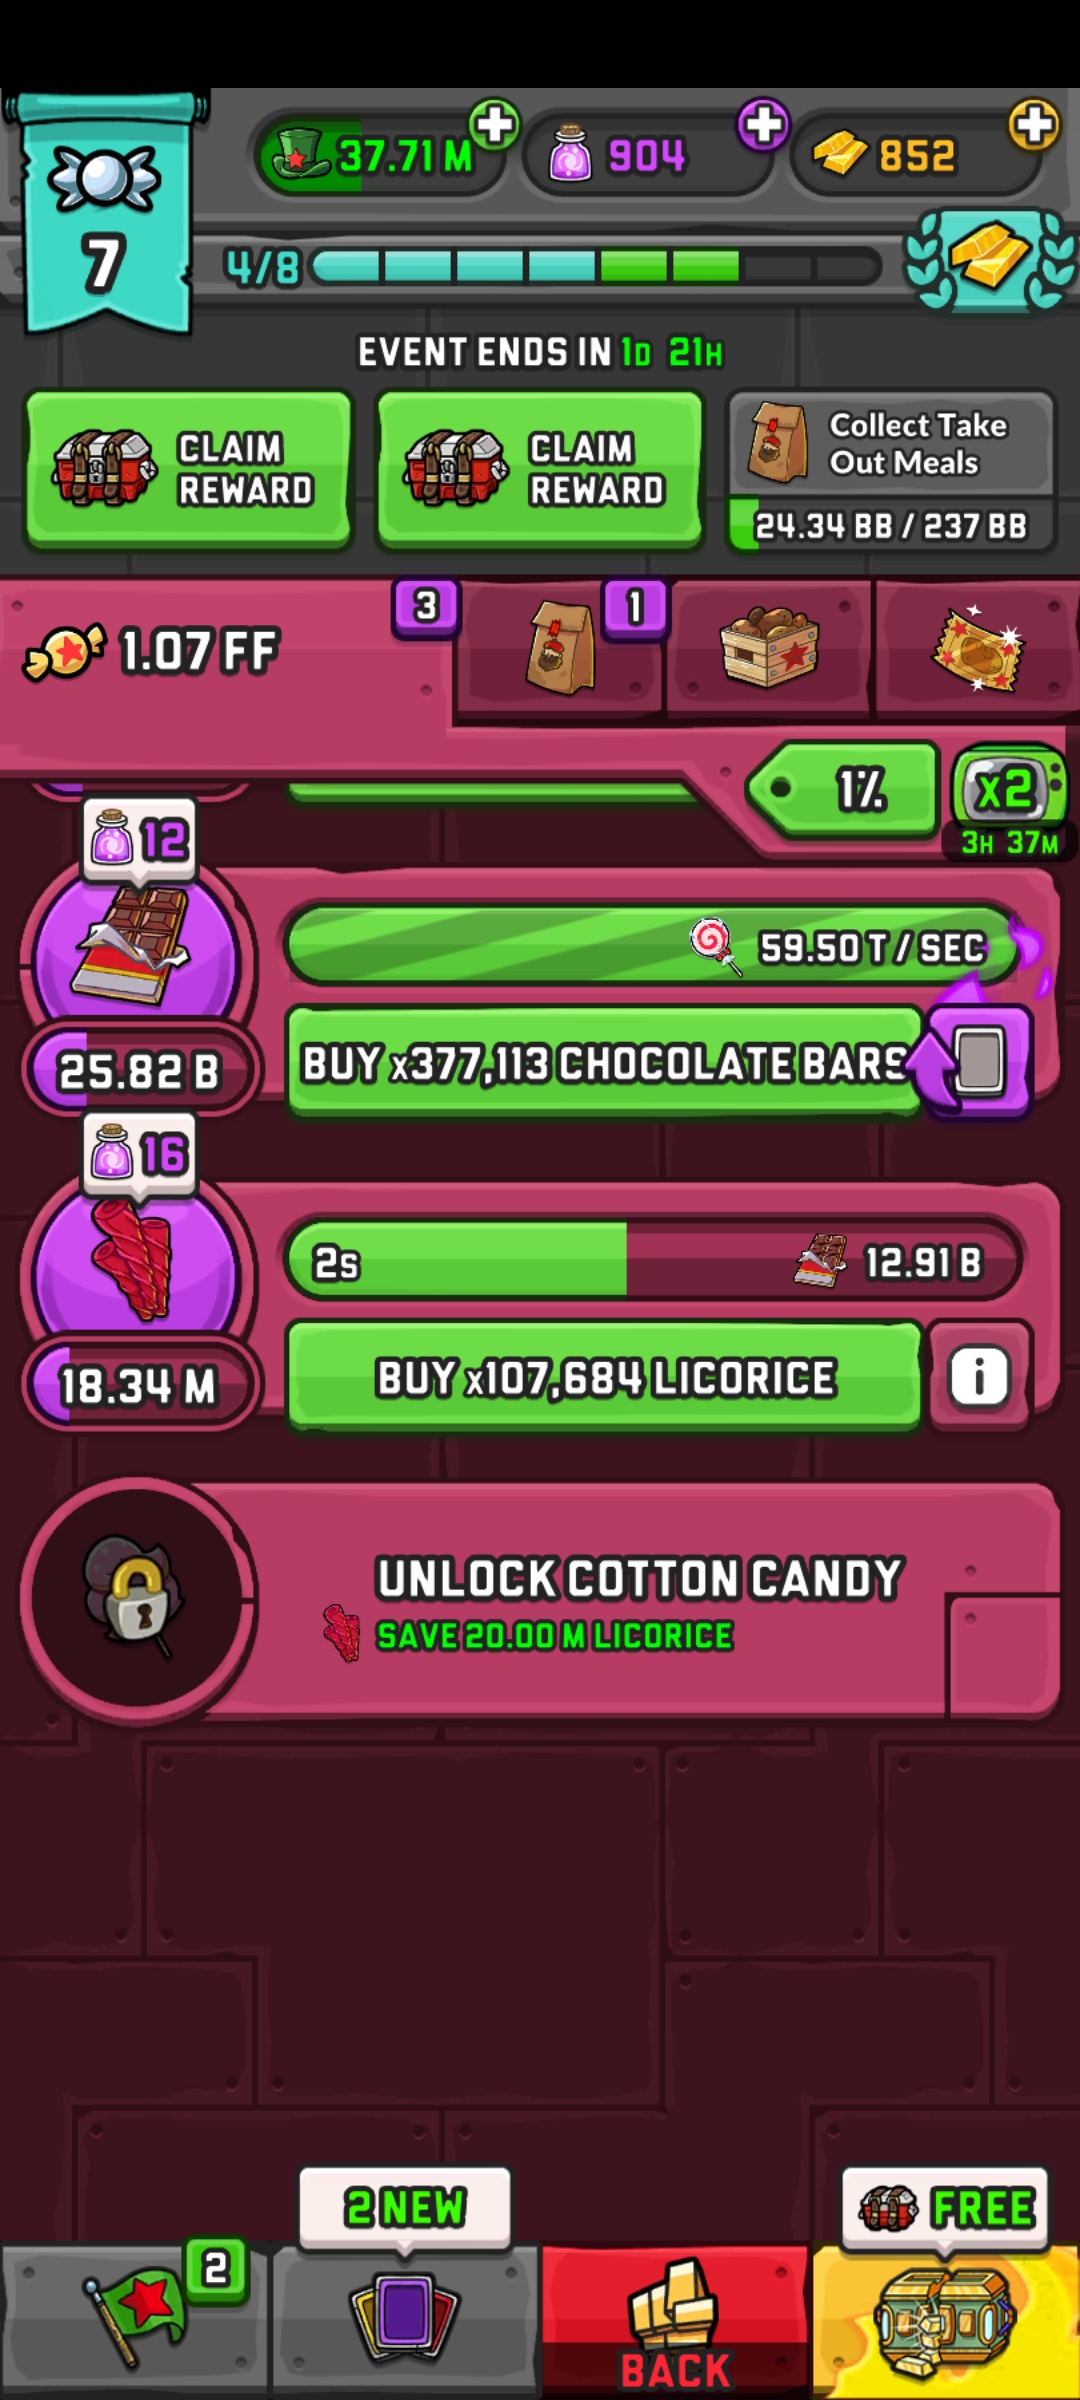 37.71 M
904
852
7
4/8
EVENT ENDS IN 1D 21H
CLAIM
REWARD
CLAIM
REWARD
Collect Take
Out Meals
24.34 BB / 237 BB
3
1
1.07 FF
1%
x2
3H 37M
12
59.50 T / SEC
25.82 B
BUY x377,113 CHOCOLATE BARS
16
2s
12.91 B
18.34 M
BUY x107,684 LICORICE
i
UNLOCK COTTON CANDY
SAVE 20.00 M LICORICE
2 NEW
FREE
2
BACK